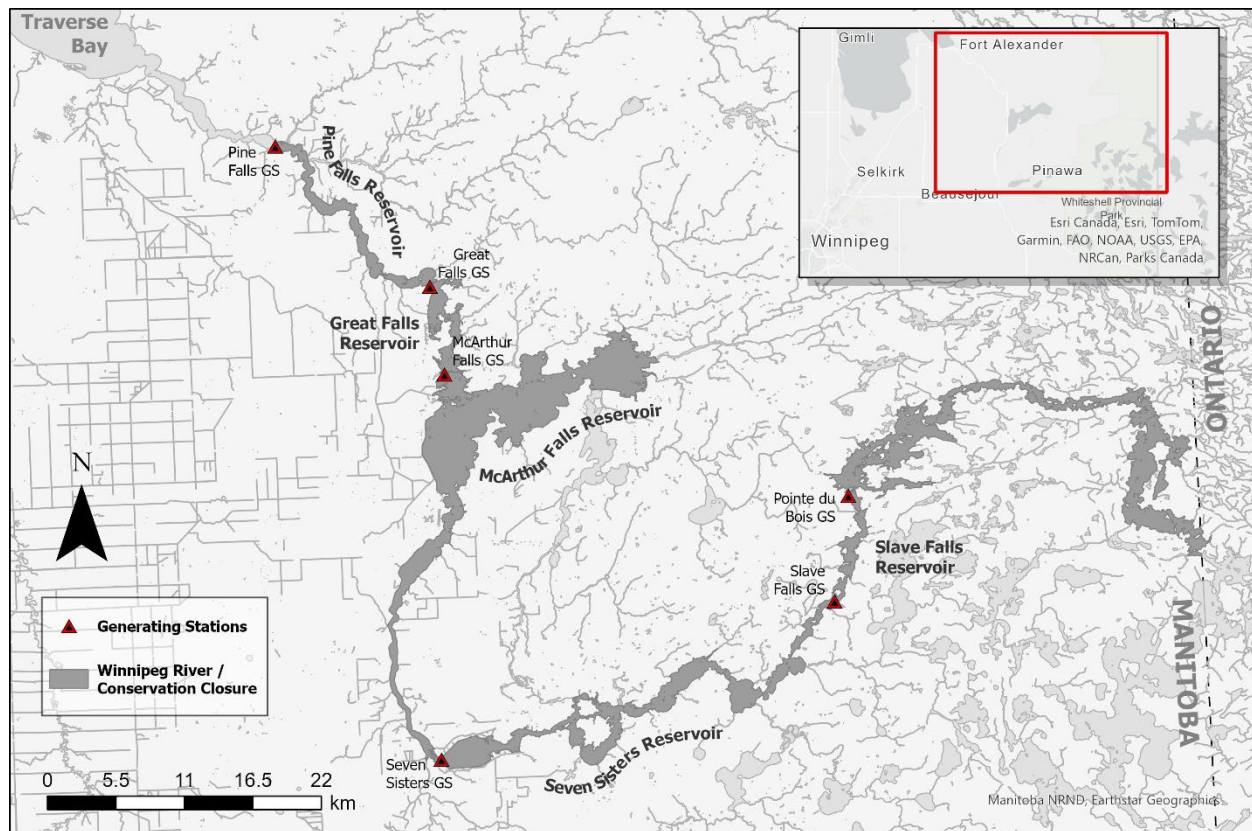 Traverse
Bay
Pine
Falls GS
Pine Falls Reservoir
Great
Falls GS
Great Falls
Reservoir
McArthur
Falls GS
McArthur Falls Reservoir
Pointe du
Bois GS
Slave Falls
Reservoir
Slave
Falls GS
Seven Sisters Reservoir
Seven
Sisters GS
ONTARIO
MANITOBA
Gimli
Fort Alexander
Selkirk
Pinawa
Beausejour
Whiteshell Provincial
Park
Winnipeg
Esri Canada, Esri, TomTom,
Garmin, FAO, NOAA, USGS, EPA,
NRCan, Parks Canada
N
Generating Stations
Winnipeg River /
Conservation Closure
0 5.5 11 16.5 22
km
Manitoba NRND, Earthstar Geographics